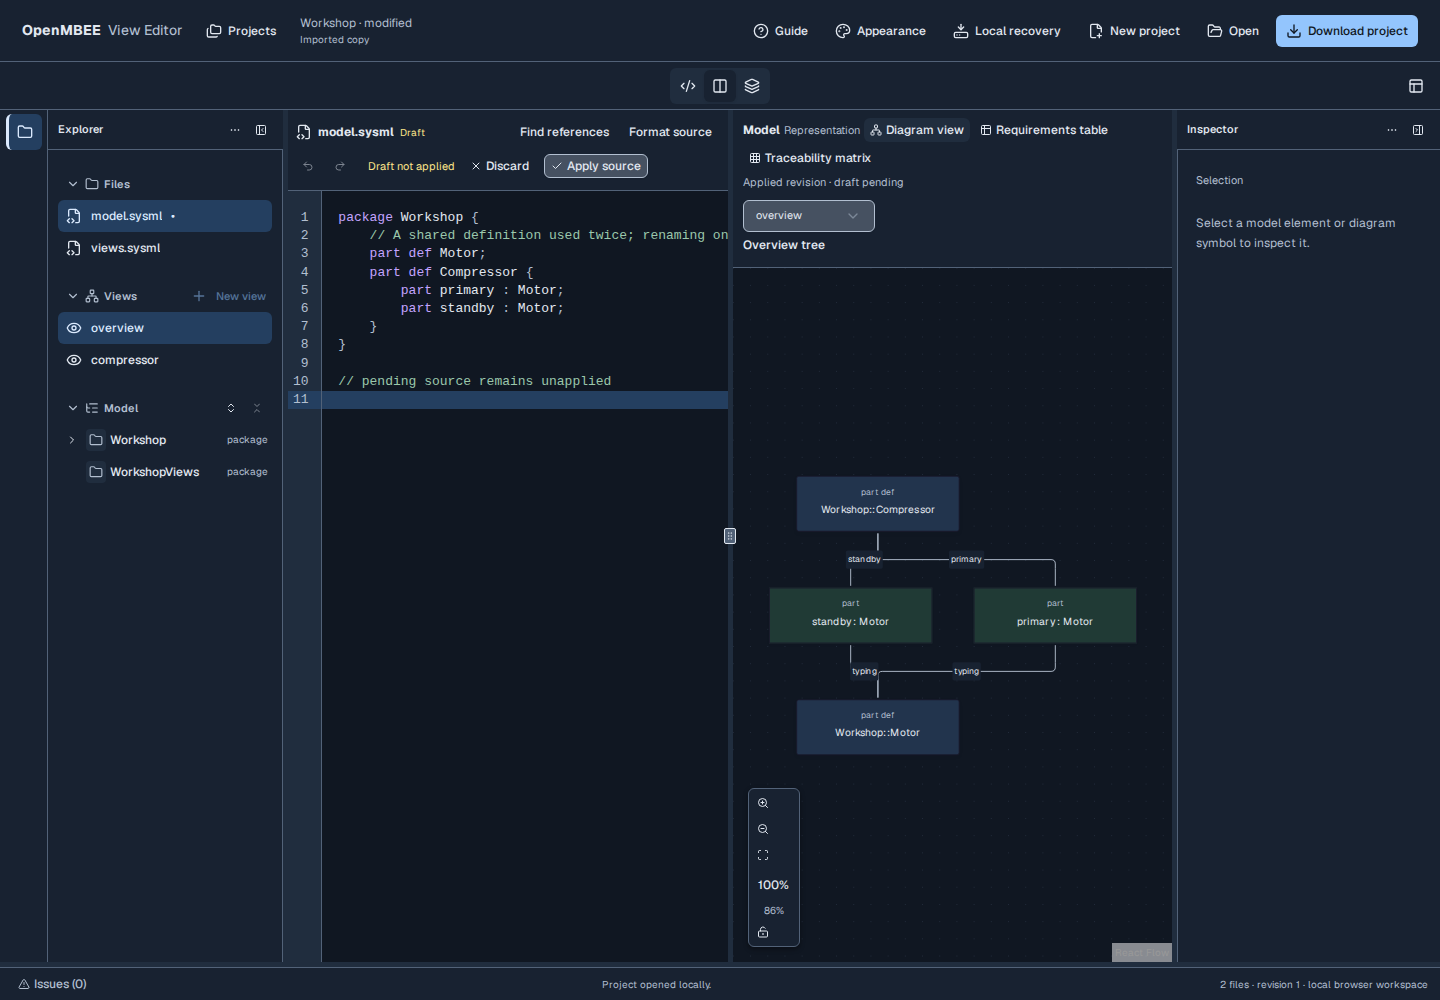 OpenMBEE View Editor
Projects
Workshop · modified
Imported copy
Guide
Appearance
Local recovery
New project
Open
Download project
Explorer
Files
model.sysml •
views.sysml
Views
New view
overview
compressor
Model
Workshop package
WorkshopViews package
model.sysml Draft
Find references
Format source
Draft not applied
Discard
Apply source
1 package Workshop {
2 // A shared definition used twice; renaming on
3 part def Motor;
4 part def Compressor {
5 part primary : Motor;
6 part standby : Motor;
7 }
8 }
9
10 // pending source remains unapplied
11
Model Representation Diagram view Requirements table
Traceability matrix
Applied revision · draft pending
overview
Overview tree
part def
Workshop::Compressor
standby
primary
part
standby: Motor
part
primary: Motor
typing
typing
part def
Workshop::Motor
100%
86%
React Flow
Inspector
Selection
Select a model element or diagram
symbol to inspect it.
Issues (0)
Project opened locally.
2 files · revision 1 · local browser workspace